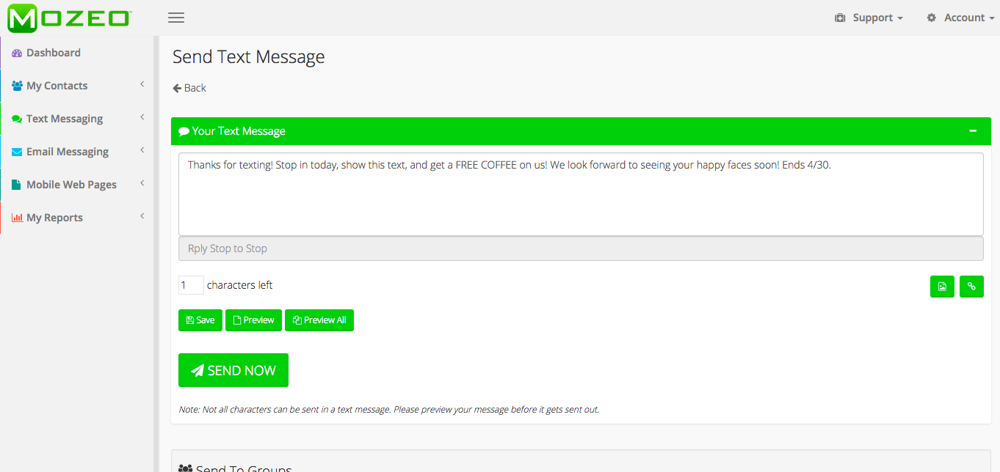 MOZEO™
Support
Account
Dashboard
My Contacts
Text Messaging
Email Messaging
Mobile Web Pages
My Reports
Send Text Message
Back
Your Text Message
Thanks for texting! Stop in today, show this text, and get a FREE COFFEE on us! We look forward to seeing your happy faces soon! Ends 4/30.
Rply Stop to Stop
1 characters left
Save Preview Preview All
SEND NOW
Note: Not all characters can be sent in a text message. Please preview your message before it gets sent out.
Send To Groups